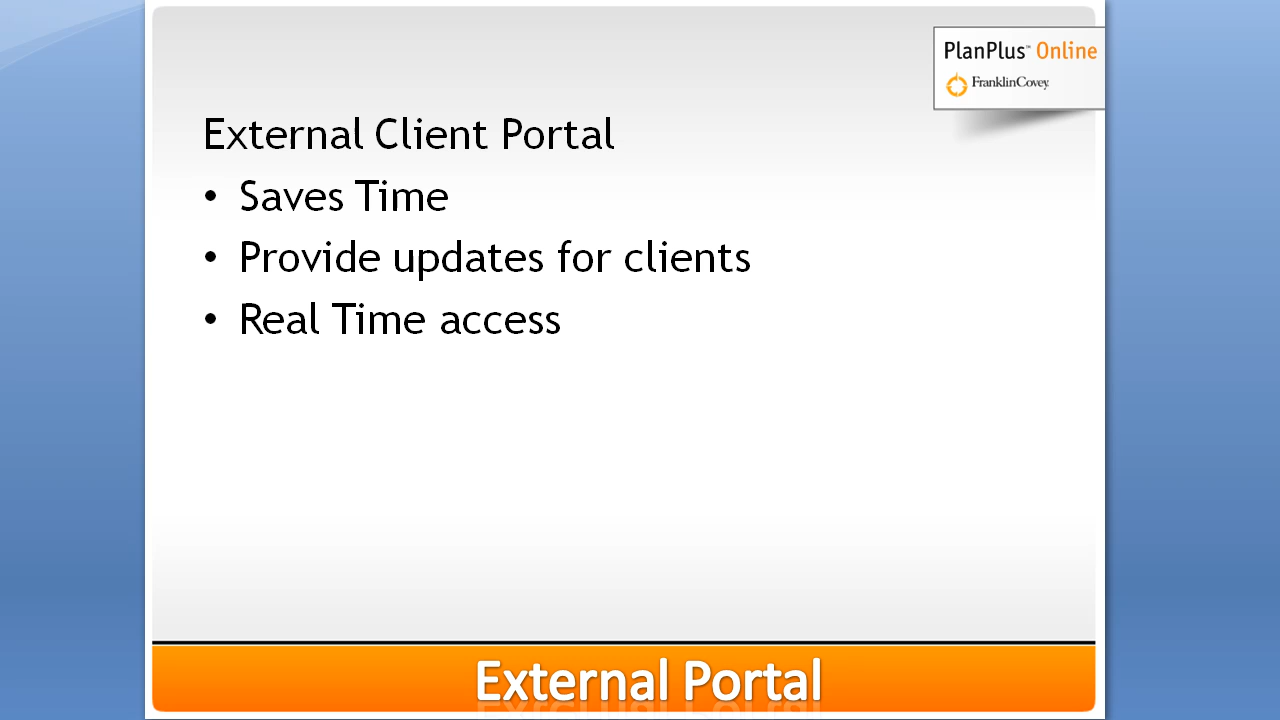 PlanPlus™ Online
FranklinCovey
External Client Portal
• Saves Time
• Provide updates for clients
• Real Time access
External Portal